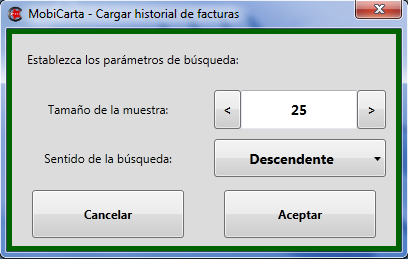 MobiCarta - Cargar historial de facturas
Establezca los parámetros de búsqueda:
Tamaño de la muestra: < 25 >
Sentido de la búsqueda: Descendente
Cancelar Aceptar